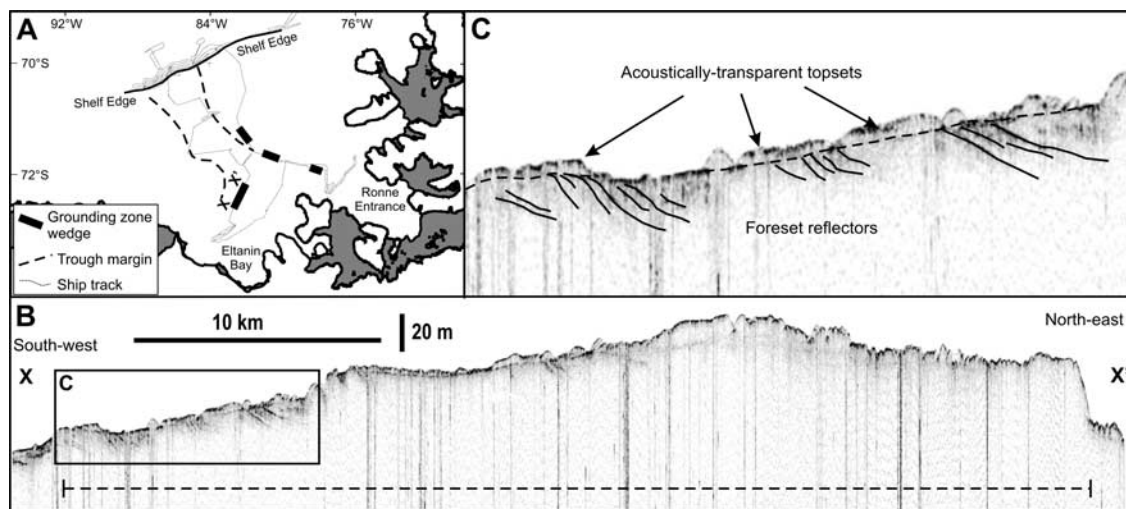 A
92°W
84°W
76°W
70°S
72°S
Shelf Edge
Shelf Edge
Ronne
Entrance
Eltanin
Bay
X'
X
Grounding zone
wedge
Trough margin
Ship track
C
Acoustically-transparent topsets
Foreset reflectors
B
10 km
20 m
South-west
North-east
X
X'
C